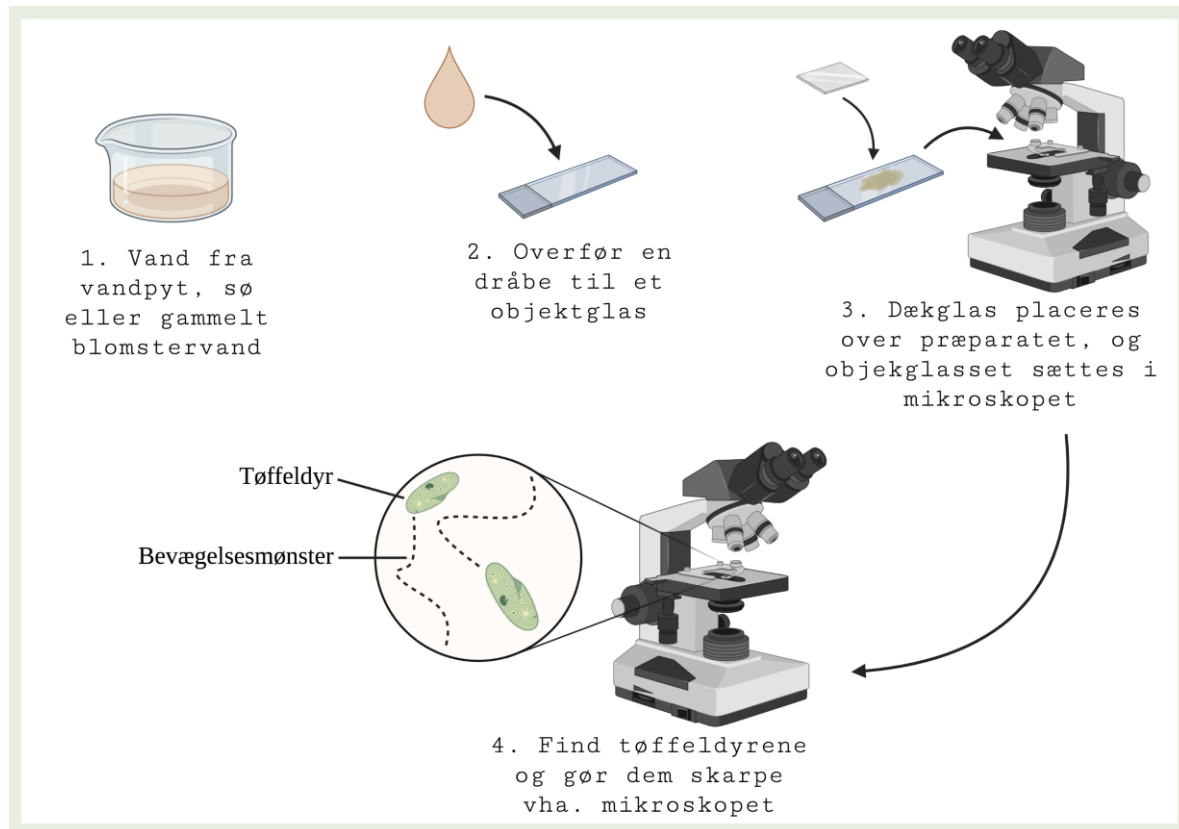 1. Vand fra
vandpyt, sø
eller gammelt
blomstervand
2. Overfør en
dråbe til et
objektglas
3. Dækglas placeres
over præparatet, og
objekglasset sættes i
mikroskopet
Tøffeldyr
Bevægelsesmønster
4. Find tøffeldyrene
og gør dem skarpe
vha. mikroskopet